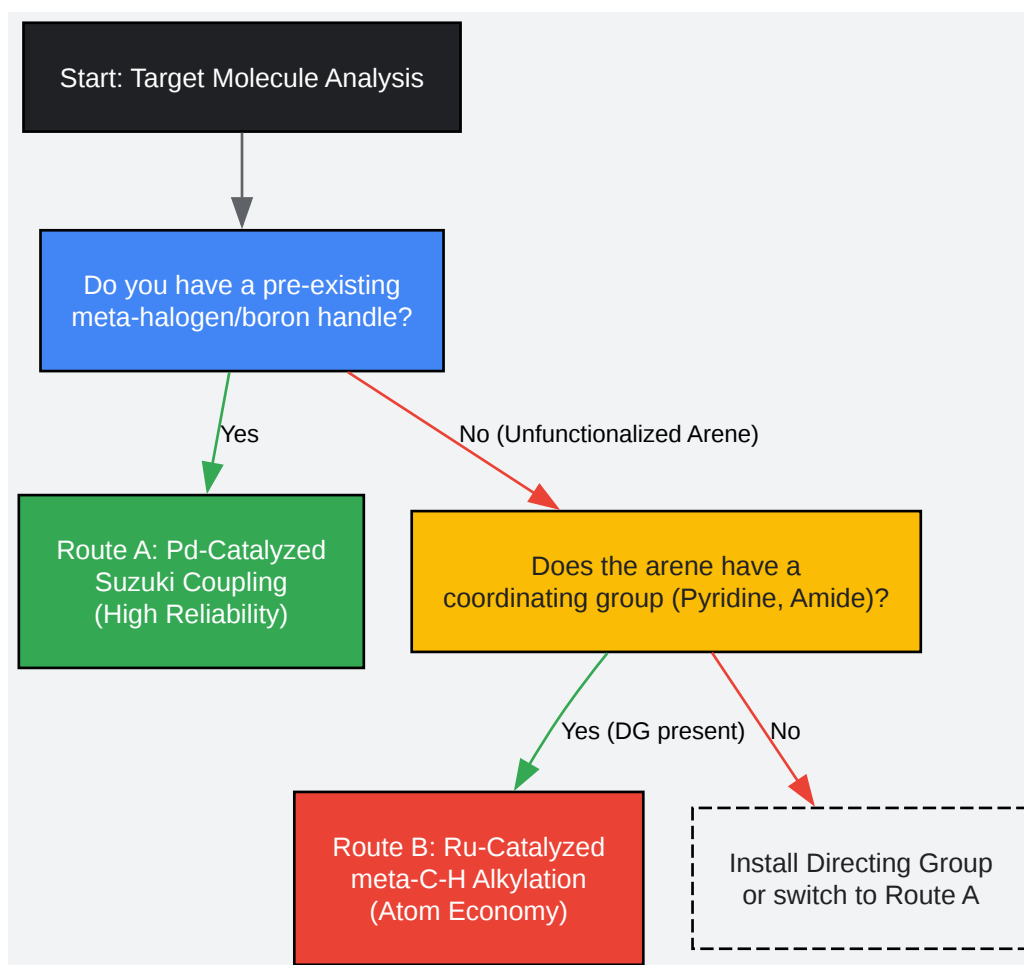 Start: Target Molecule Analysis
Do you have a pre-existing
meta-halogen/boron handle?
Yes
No (Unfunctionalized Arene)
Route A: Pd-Catalyzed
Suzuki Coupling
(High Reliability)
Does the arene have a
coordinating group (Pyridine, Amide)?
Yes (DG present)
No
Route B: Ru-Catalyzed
meta-C-H Alkylation
(Atom Economy)
Install Directing Group
or switch to Route A